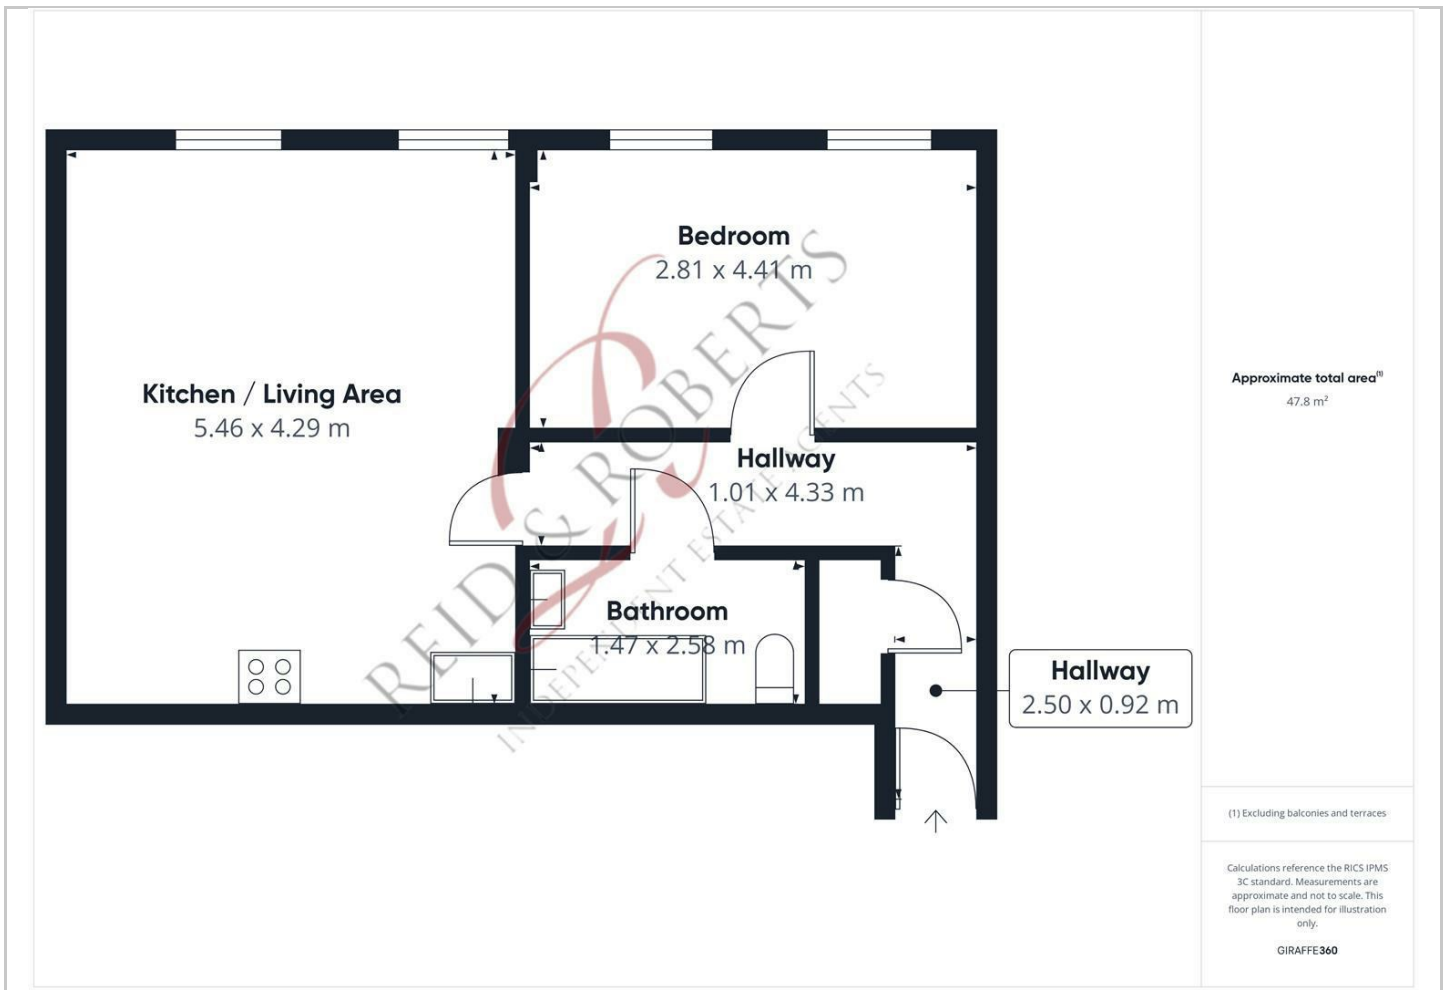 Bedroom
2.81 x 4.41 m
Kitchen / Living Area
5.46 x 4.29 m
Hallway
1.01 x 4.33 m
Bathroom
1.47 x 2.58 m
Hallway
2.50 x 0.92 m
REID & ROBERTS
INDEPENDENT ESTATE AGENTS
Approximate total area(1)
47.8 m²
(1) Excluding balconies and terraces
Calculations reference the RICS IPMS
3C standard. Measurements are
approximate and not to scale. This
floor plan is intended for illustration
only.
GIRAFFE360